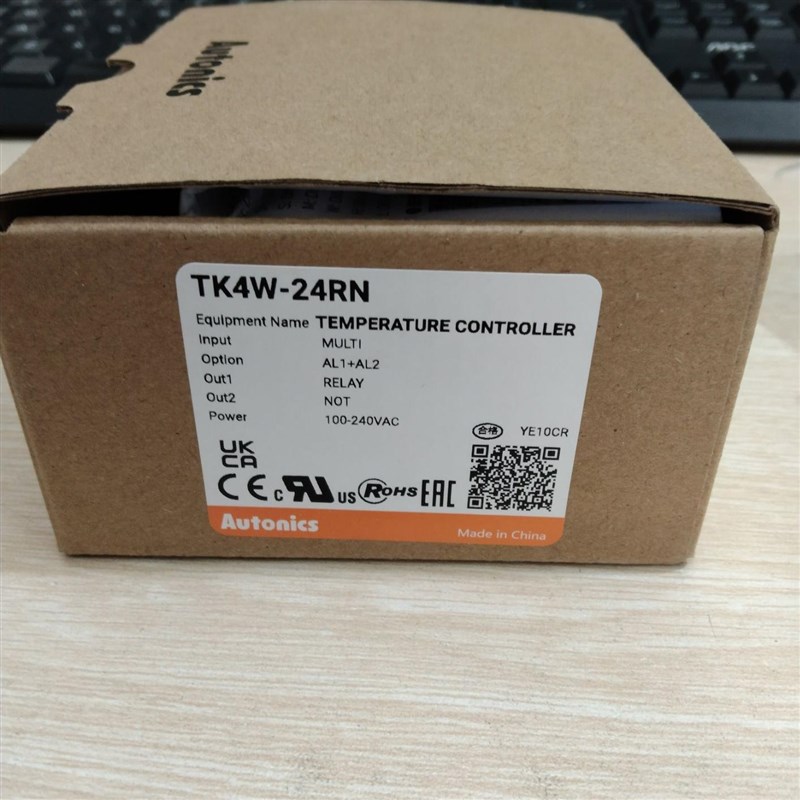 Autonics
TK4W-24RN
Equipment Name TEMPERATURE CONTROLLER
Input MULTI
Option AL1+AL2
Out1 RELAY
Out2 NOT
Power 100-240VAC
合格 YE10CR
UK
CA
CE c RU US RoHS EAC
Autonics
Made in China